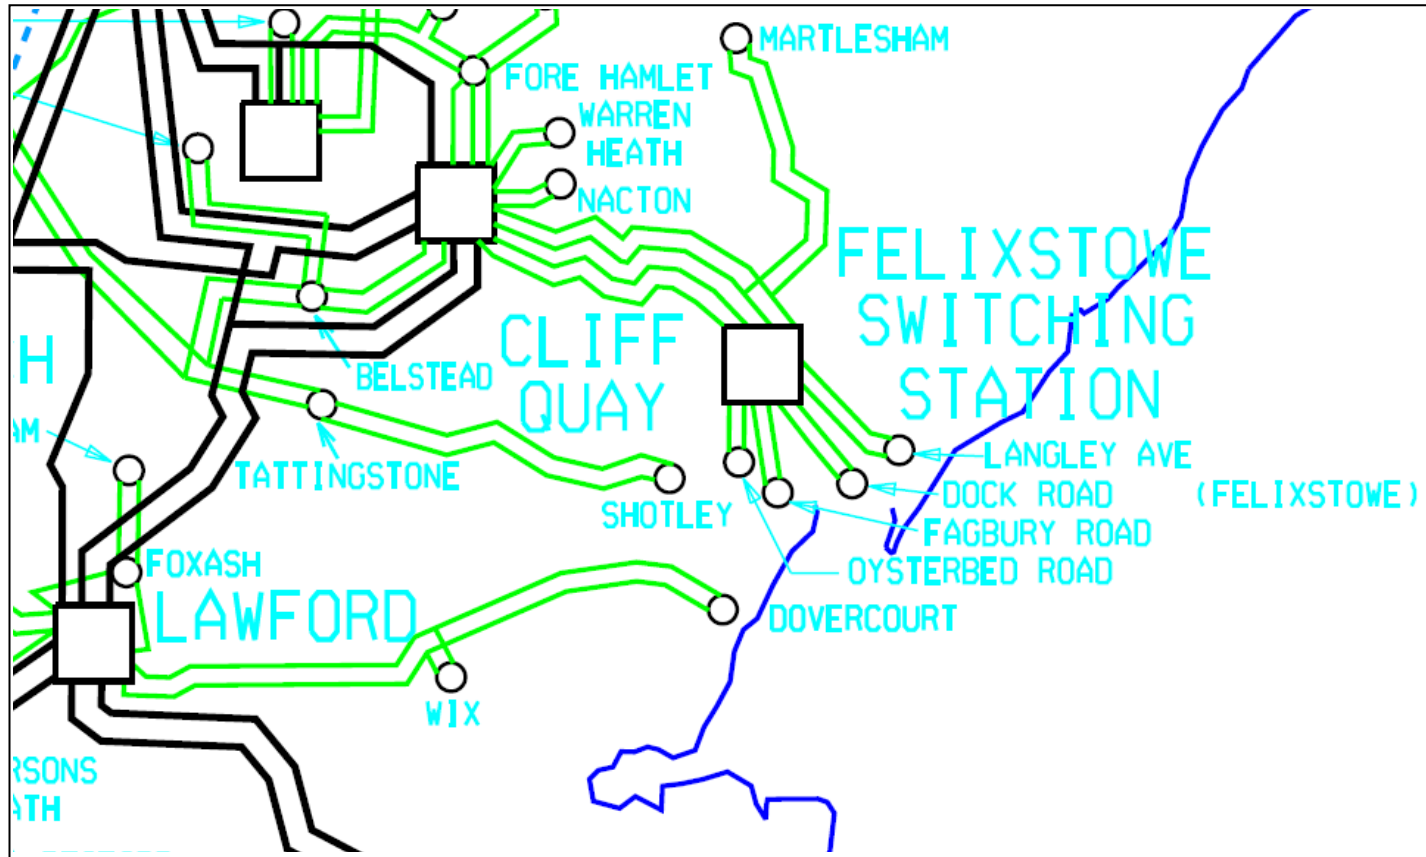 MARTLESHAM
FORE HAMLET
WARREN
HEATH
NACTON
FELIXSTOWE
SWITCHING
STATION
CLIFF
QUAY
H
BELSTEAD
AM
TATTINGSTONE
SHOTLEY
LANGLEY AVE
DOCK ROAD (FELIXSTOWE)
FAGBURY ROAD
OYSTERBED ROAD
FOXASH
LAWFORD
DOVERCOURT
WIX
RSONS
ATH